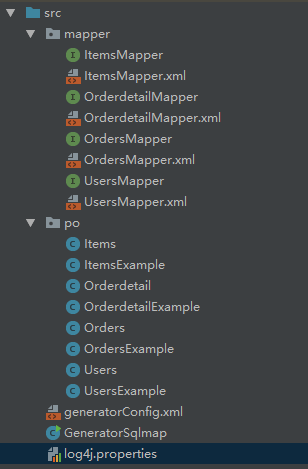 src
mapper
ItemsMapper
ItemsMapper.xml
OrderdetailMapper
OrderdetailMapper.xml
OrdersMapper
OrdersMapper.xml
UsersMapper
UsersMapper.xml
po
Items
ItemsExample
Orderdetail
OrderdetailExample
Orders
OrdersExample
Users
UsersExample
generatorConfig.xml
GeneratorSqlmap
log4j.properties